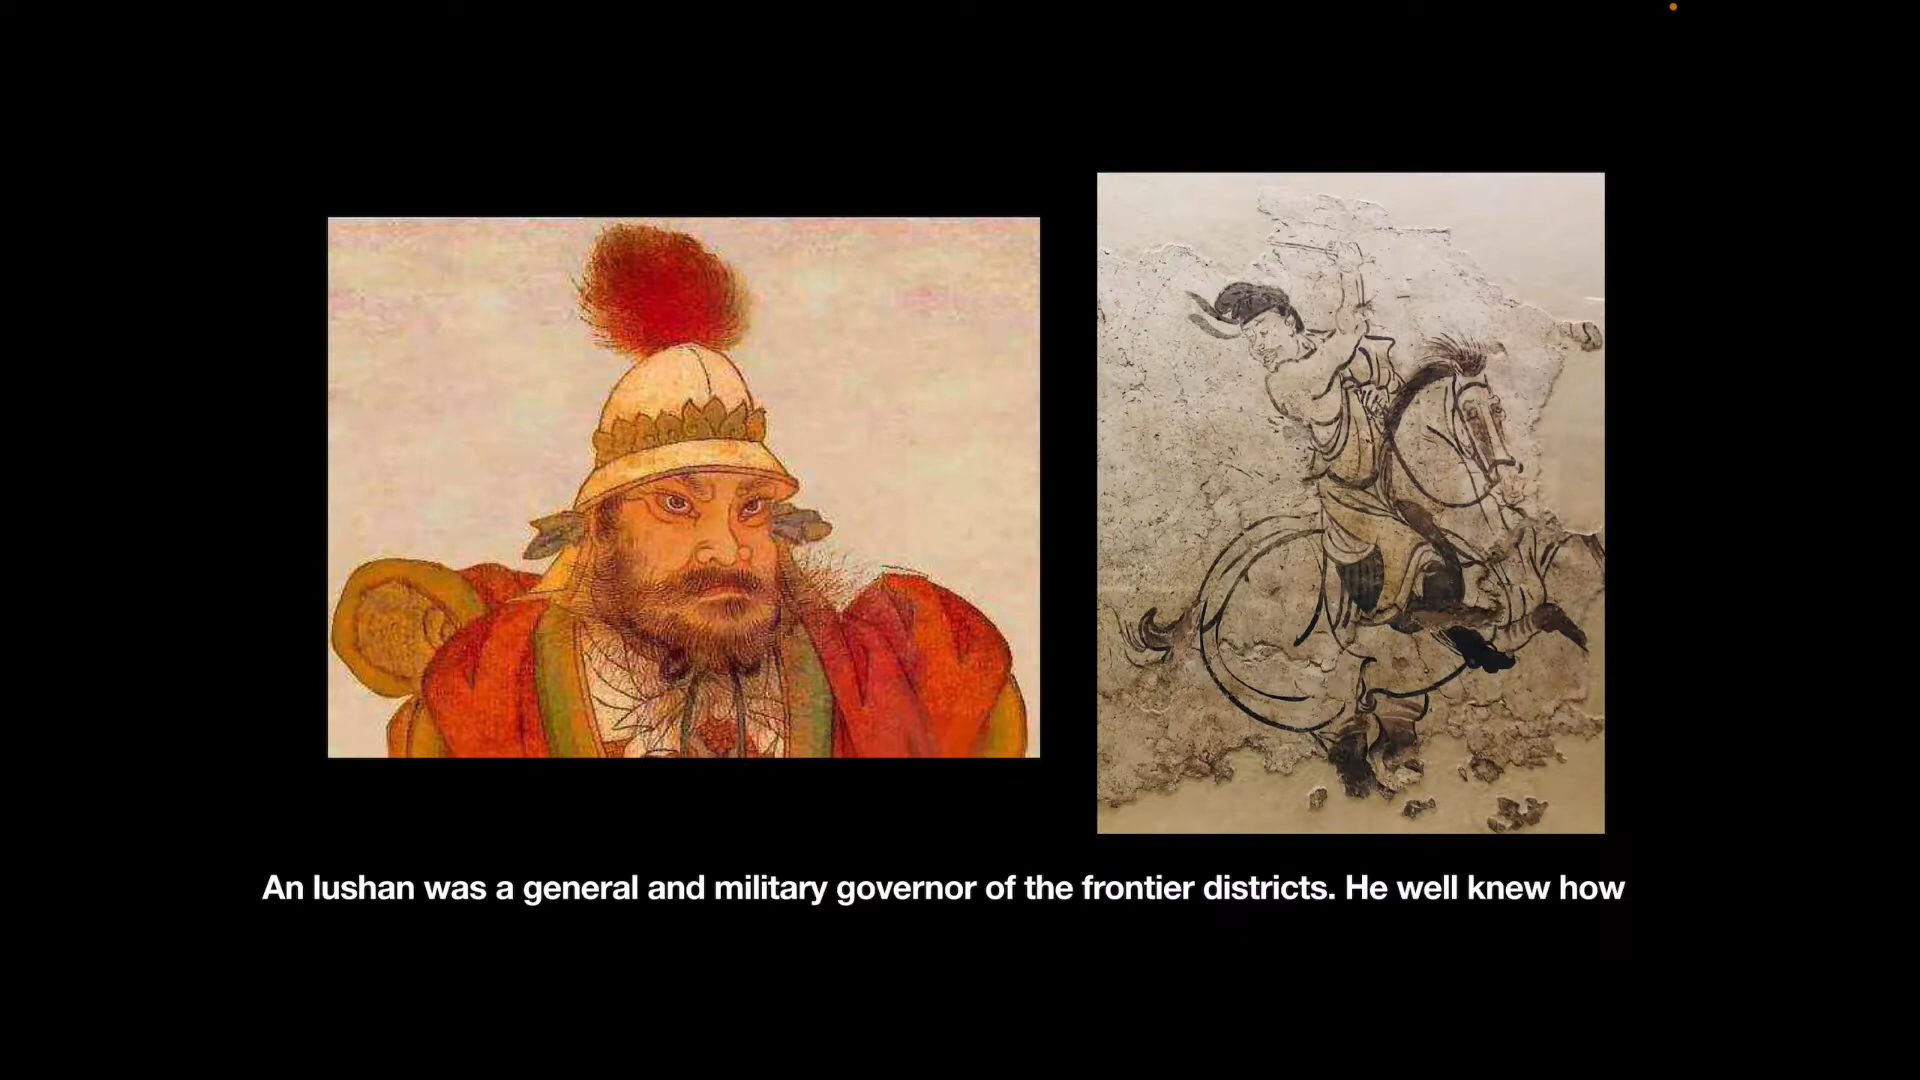 An lushan was a general and military governor of the frontier districts. He well knew how